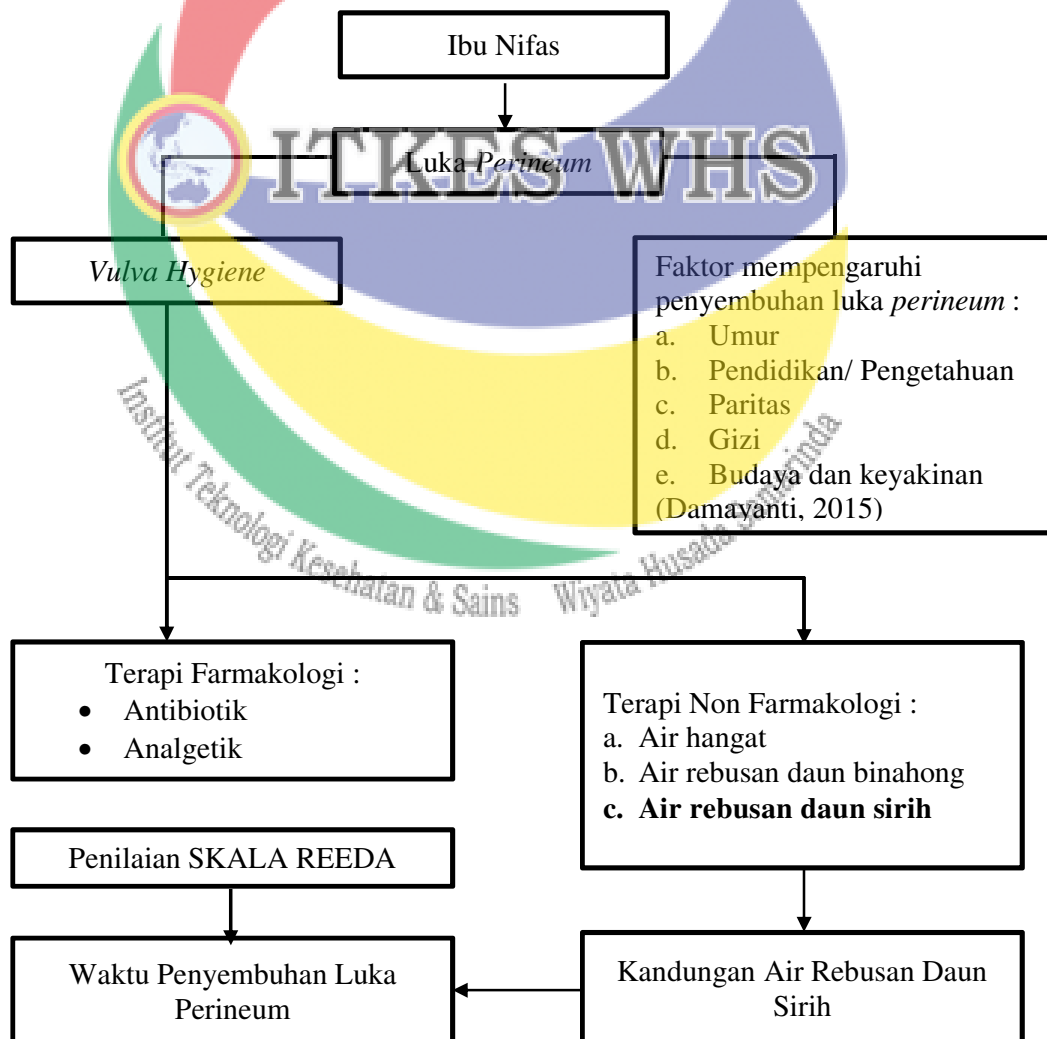 Ibu Nifas
ITKES WHS
Luka Perineum
Vulva Hygiene
Faktor mempengaruhi
penyembuhan luka perineum :
a. Umur
b. Pendidikan/ Pengetahuan
c. Paritas
d. Gizi
e. Budaya dan keyakinan
(Damayanti, 2015)
Institut Teknologi Kesehatan & Sains Wiyata Husada Samarinda
Terapi Farmakologi :
• Antibiotik
• Analgetik
Terapi Non Farmakologi :
a. Air hangat
b. Air rebusan daun binahong
c. Air rebusan daun sirih
Penilaian SKALA REEDA
Waktu Penyembuhan Luka
Perineum
Kandungan Air Rebusan Daun
Sirih